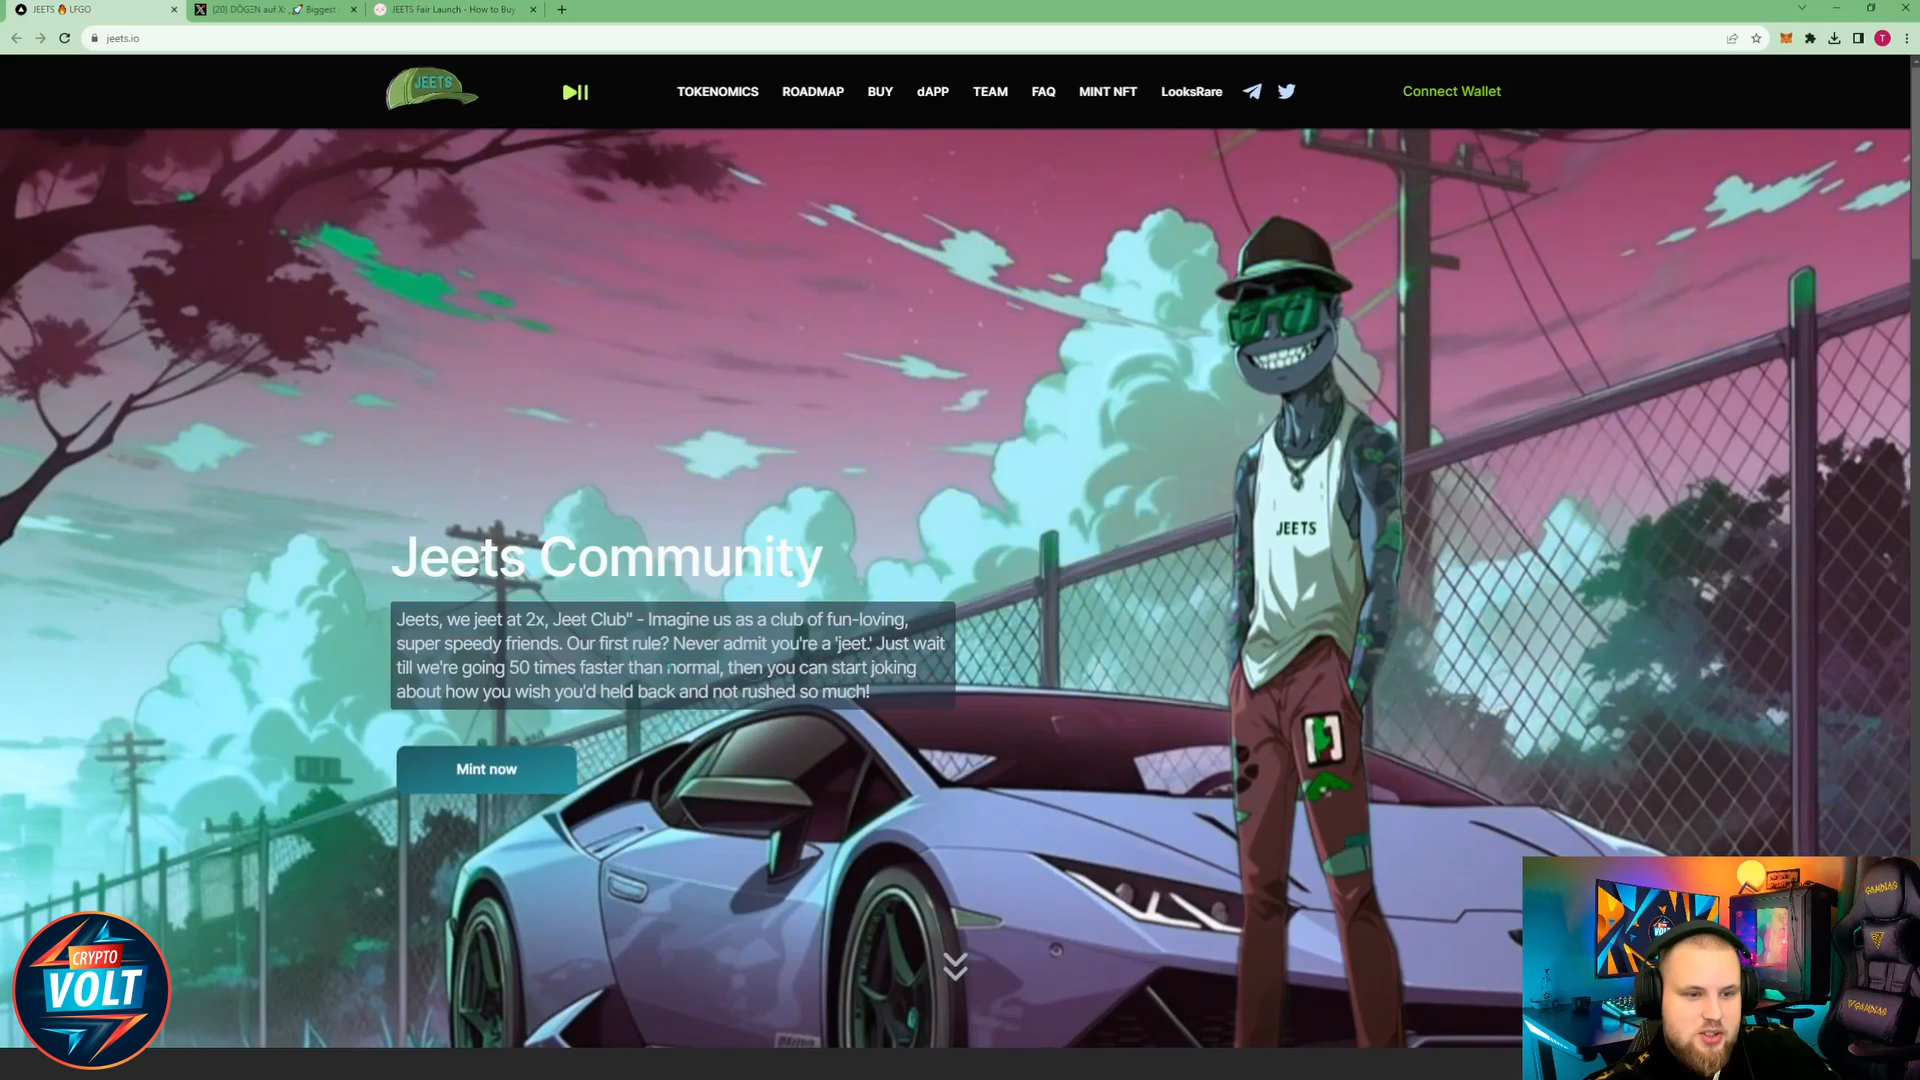 JEETS 🔥 LFGO
(20) DÖGΞN auf X: „🚀 Biggest
JEETS Fair Launch - How to Buy
jeets.io
T
JEETS
TOKENOMICS
ROADMAP
BUY
dAPP
TEAM
FAQ
MINT NFT
LooksRare
Connect Wallet
JEETS
Jeets Community
Jeets, we jeet at 2x, Jeet Club" - Imagine us as a club of fun-loving,
super speedy friends. Our first rule? Never admit you're a 'jeet.' Just wait
till we're going 50 times faster than normal, then you can start joking
about how you wish you'd held back and not rushed so much!
Mint now
CRYPTO
VOLT
GAMDIAS
GAMDIAS